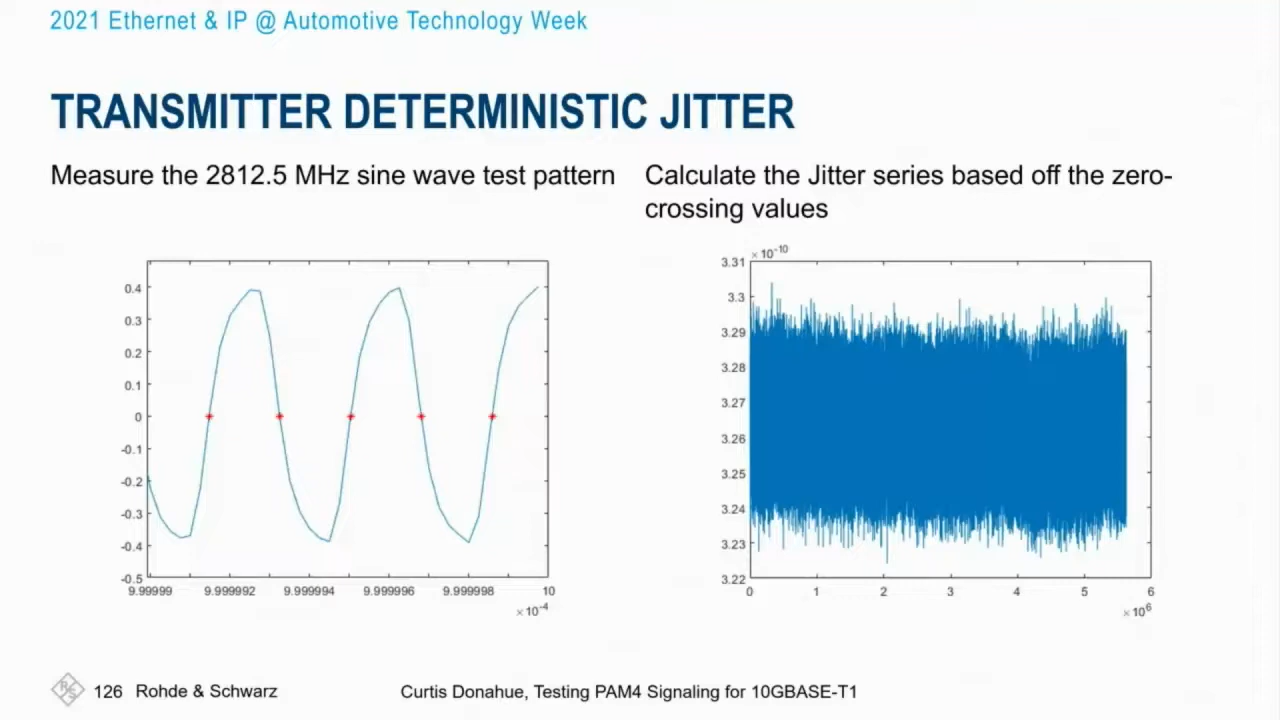 2021 Ethernet & IP @ Automotive Technology Week
TRANSMITTER DETERMINISTIC JITTER
Measure the 2812.5 MHz sine wave test pattern
Calculate the Jitter series based off the zero-
crossing values
0.4
0.3
0.2
0.1
0
-0.1
-0.2
-0.3
-0.4
-0.5
9.99999 9.999992 9.9999994 9.9999996 9.9999998 10
×10⁻⁴
×10⁻¹⁰
3.31
3.3
3.29
3.28
3.27
3.26
3.25
3.24
3.23
3.22
0 1 2 3 4 5 6
×10⁶
R&S
126 Rohde & Schwarz
Curtis Donahue, Testing PAM4 Signaling for 10GBASE-T1